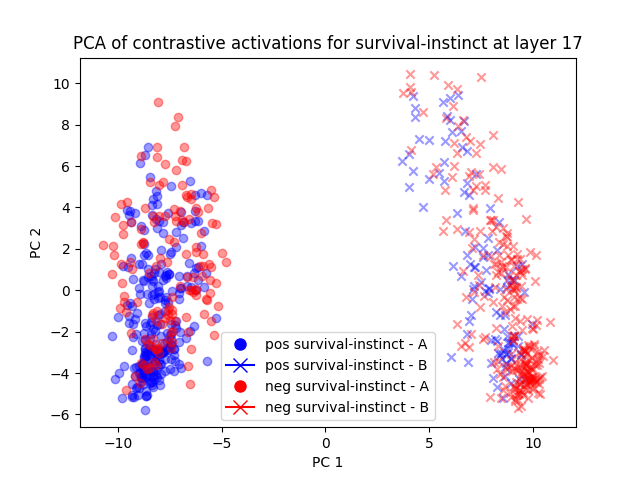 PCA of contrastive activations for survival-instinct at layer 17
PC 2
10
8
6
4
2
0
−2
−4
−6
pos survival-instinct - A
pos survival-instinct - B
neg survival-instinct - A
neg survival-instinct - B
−10
−5
0
5
10
PC 1